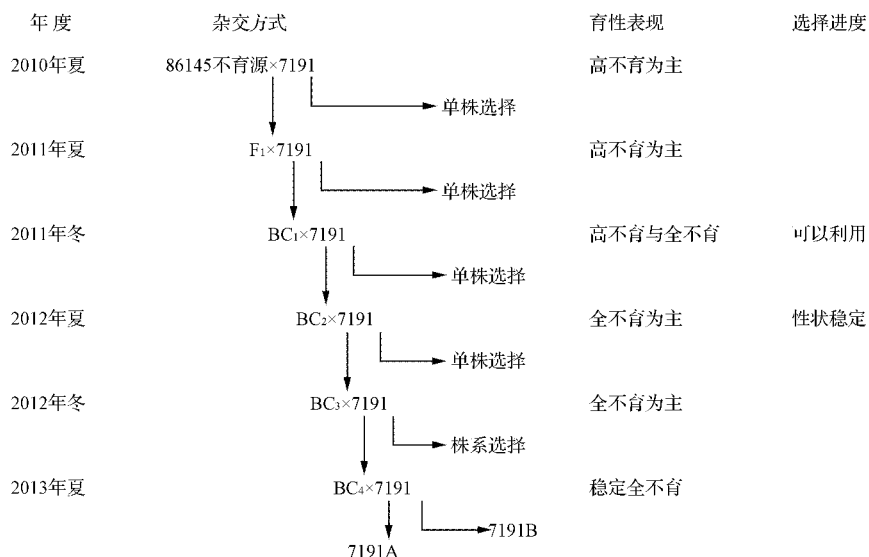 年度 杂交方式 育性表现 选择进度
2010年夏 86145不育源×7191 高不育为主
单株选择
2011年夏 F₁×7191 高不育为主
单株选择
2011年冬 BC₁×7191 高不育与全不育 可以利用
单株选择
2012年夏 BC₂×7191 全不育为主 性状稳定
单株选择
2012年冬 BC₃×7191 全不育为主
株系选择
2013年夏 BC₄×7191 稳定全不育
7191B
7191A